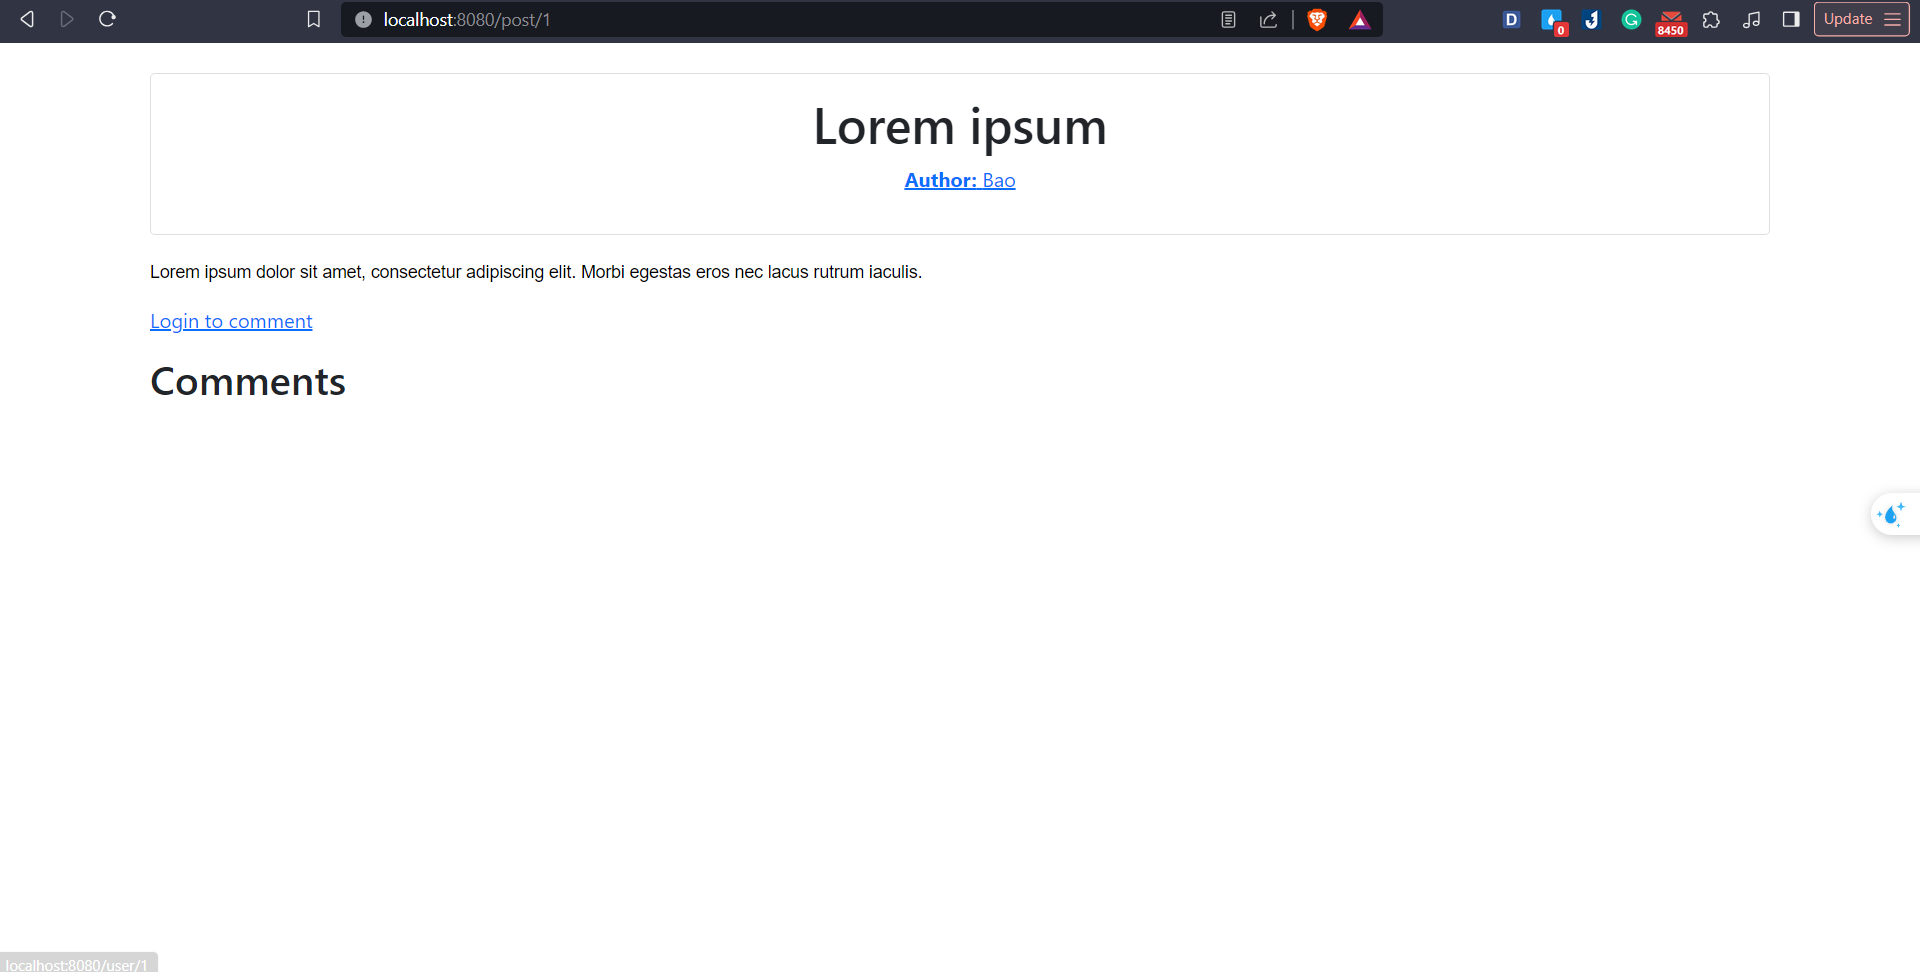 localhost:8080/post/1
D
0
G
8450
Update
Lorem ipsum
Author: Bao
Lorem ipsum dolor sit amet, consectetur adipiscing elit. Morbi egestas eros nec lacus rutrum iaculis.
Login to comment
Comments
localhost:8080/user/1